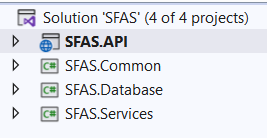 Solution 'SFAS' (4 of 4 projects)
SFAS.API
C# SFAS.Common
C# SFAS.Database
C# SFAS.Services